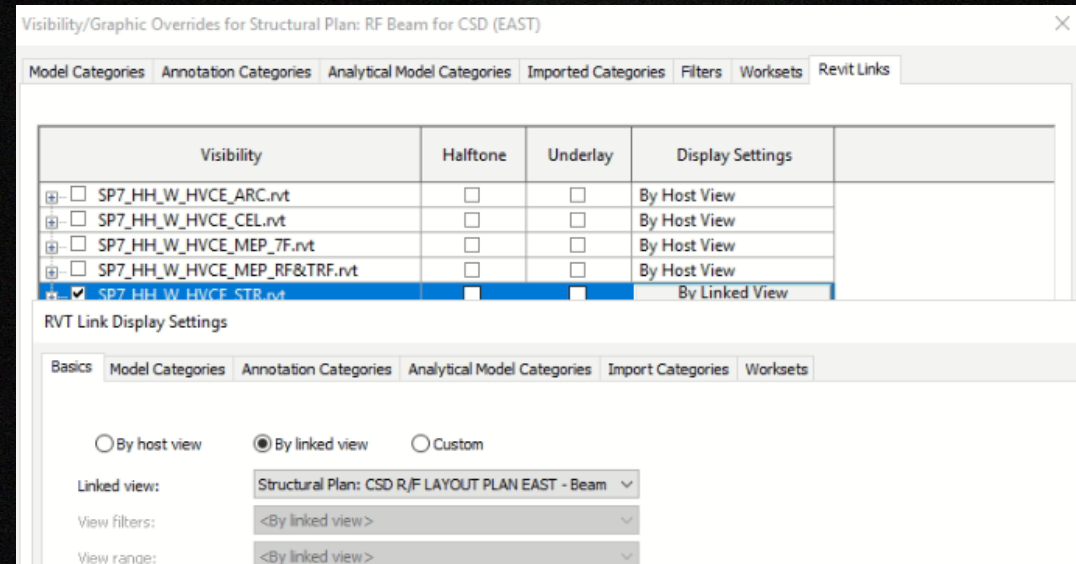 Visibility/Graphic Overrides for Structural Plan: RF Beam for CSD (EAST)
Model Categories Annotation Categories Analytical Model Categories Imported Categories Filters Worksets Revit Links
Visibility Halftone Underlay Display Settings
SP7_HH_W_HVCE_ARC.rvt By Host View
SP7_HH_W_HVCE_CEL.rvt By Host View
SP7_HH_W_HVCE_MEP_7F.rvt By Host View
SP7_HH_W_HVCE_MEP_RF&TRF.rvt By Host View
SP7_HH_W_HVCE_STR.rvt By Linked View
RVT Link Display Settings
Basics Model Categories Annotation Categories Analytical Model Categories Import Categories Worksets
By host view By linked view Custom
Linked view: Structural Plan: CSD R/F LAYOUT PLAN EAST - Beam
View filters: <By linked view>
View range: <By linked view>